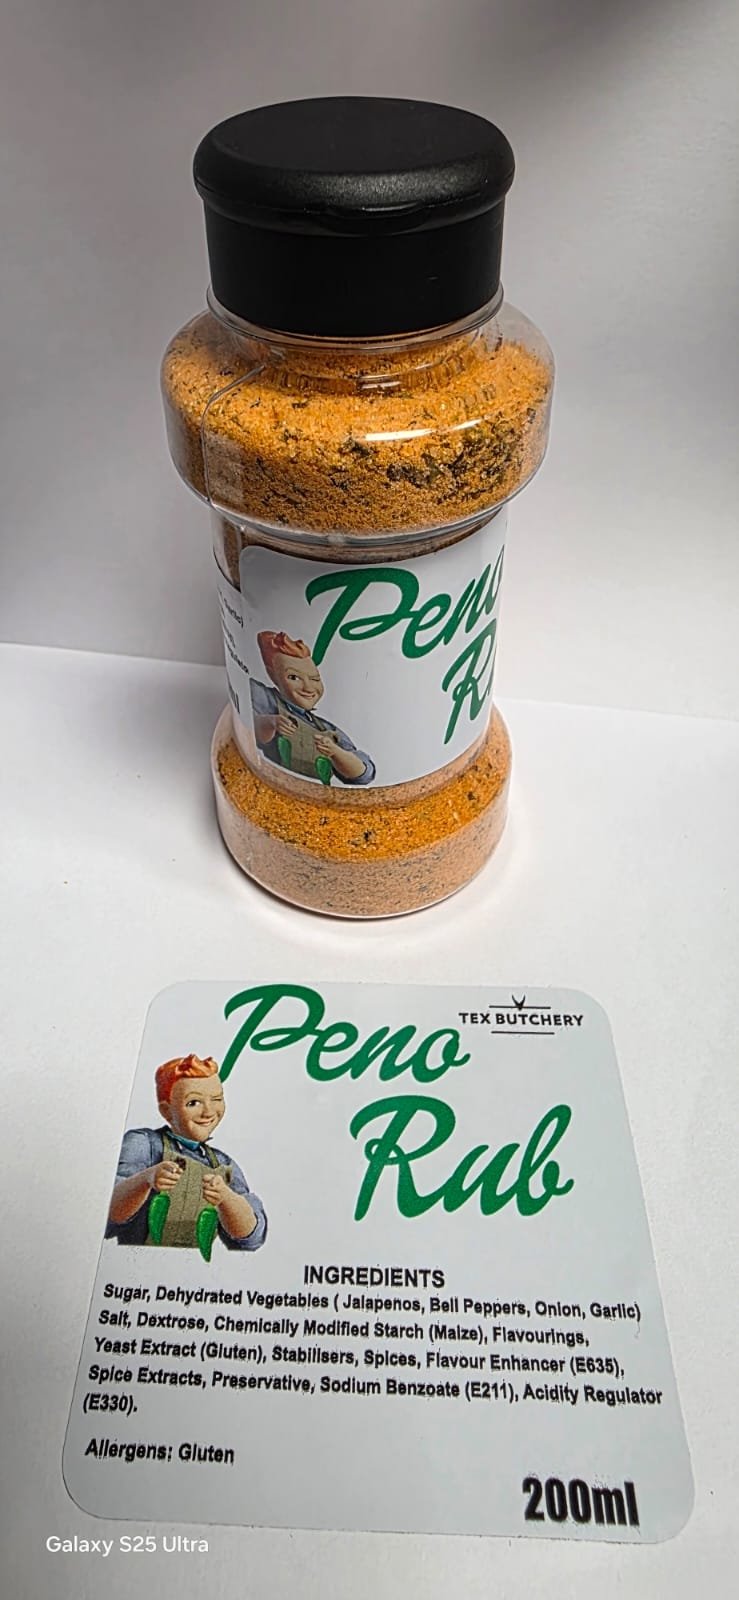 Peno
R
Peno
TEX BUTCHERY
Rub
INGREDIENTS
Sugar, Dehydrated Vegetables ( Jalapenos, Bell Peppers, Onion, Garlic)
Salt, Dextrose, Chemically Modified Starch (Maize), Flavourings,
Yeast Extract (Gluten), Stabilisers, Spices, Flavour Enhancer (E635),
Spice Extracts, Preservative, Sodium Benzoate (E211), Acidity Regulator
(E330).
Allergens: Gluten
200ml
Galaxy S25 Ultra